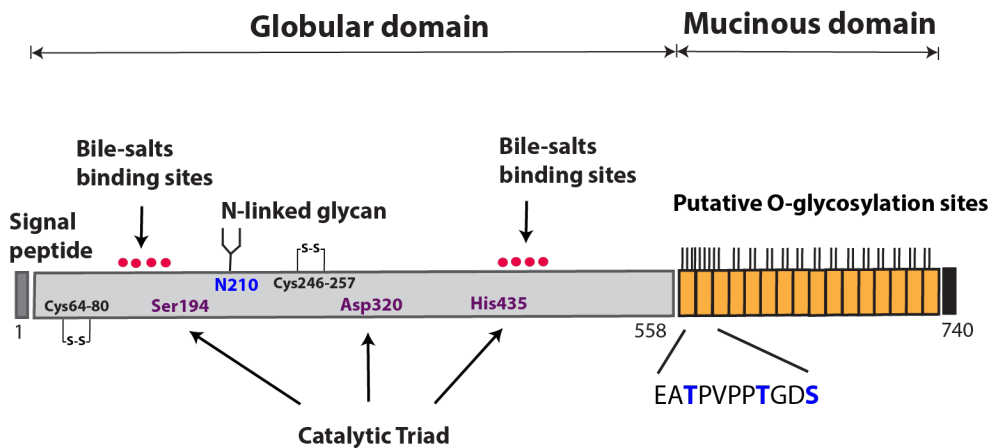 Globular domain
Mucinous domain
Bile-salts
binding sites
Bile-salts
binding sites
N-linked glycan
Putative O-glycosylation sites
Signal
peptide
S-S
N210
Cys246-257
Cys64-80
Ser194
Asp320
His435
1
558
740
S-S
EATPVPPTGDS
Catalytic Triad